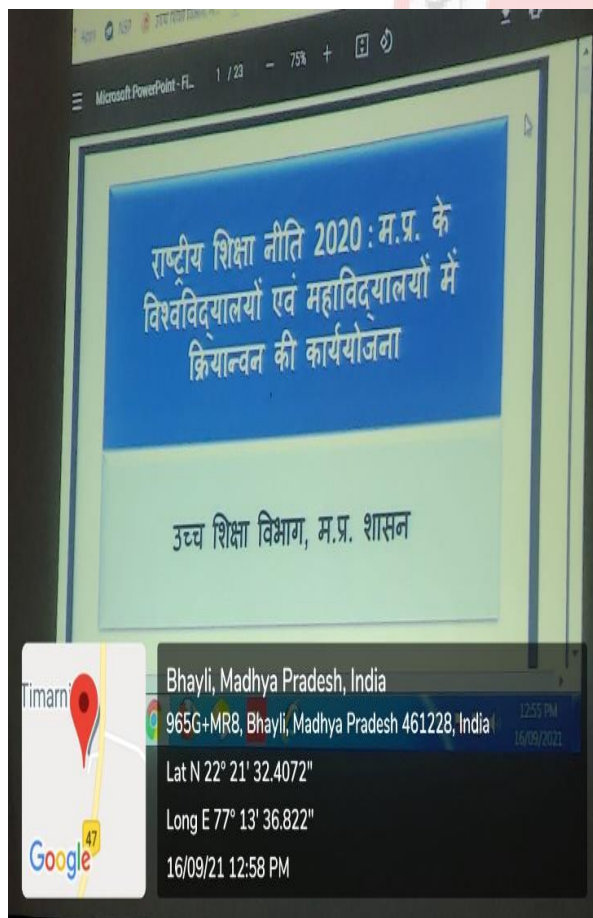 Apps NSP
Microsoft PowerPoint - Fi... 1 / 23 - 75% +
राष्ट्रीय शिक्षा नीति 2020 : म.प्र. के
विश्वविद्यालयों एवं महाविद्यालयों में
क्रियान्वन की कार्ययोजना
उच्च शिक्षा विभाग, म.प्र. शासन
12:55 PM
16/09/2021
Timarni
47
Google
Bhayli, Madhya Pradesh, India
965G+MR8, Bhayli, Madhya Pradesh 461228, India
Lat N 22° 21' 32.4072"
Long E 77° 13' 36.822"
16/09/21 12:58 PM